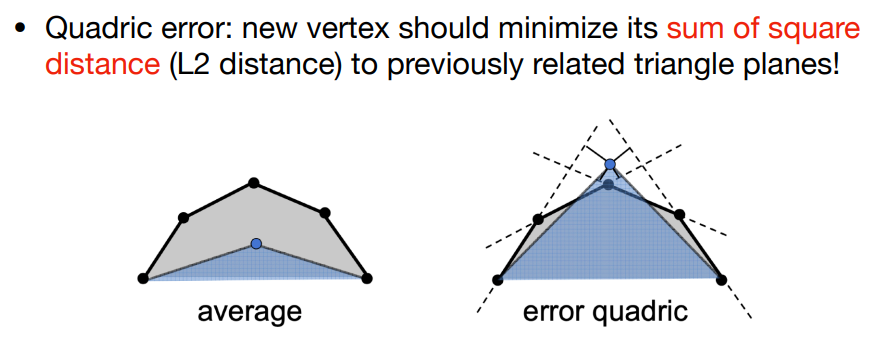 • Quadric error: new vertex should minimize its sum of square
distance (L2 distance) to previously related triangle planes!
average
error quadric